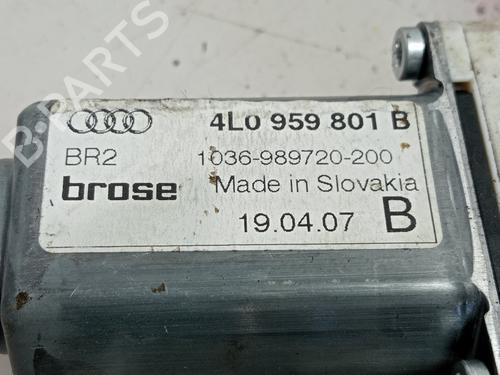 4L0 959 801 B
BR2 1036-989720-200
brose Made in Slovakia
19.04.07 B
B-PARTS